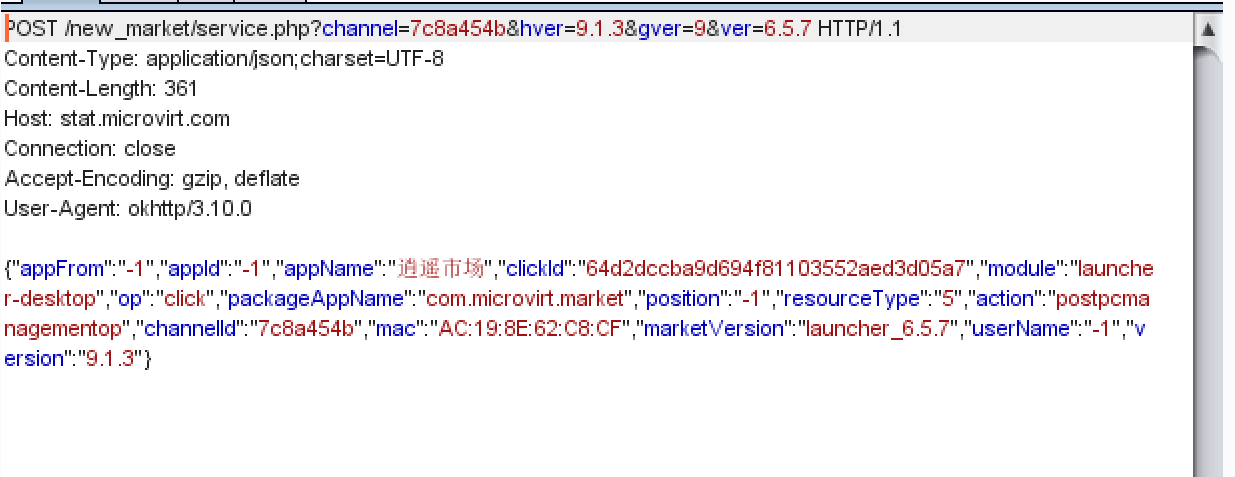 POST /new_market/service.php?channel=7c8a454b&hver=9.1.3&gver=9&ver=6.5.7 HTTP/1.1
Content-Type: application/json;charset=UTF-8
Content-Length: 361
Host: stat.microvirt.com
Connection: close
Accept-Encoding: gzip, deflate
User-Agent: okhttp/3.10.0
{"appFrom":"-1","appId":"-1","appName":"逍遥市场","clickId":"64d2dccba9d694f81103552aed3d05a7","module":"launche
r-desktop","op":"click","packageAppName":"com.microvirt.market","position":"-1","resourceType":"5","action":"postpcma
nagementop","channelId":"7c8a454b","mac":"AC:19:8E:62:C8:CF","marketVersion":"launcher_6.5.7","userName":"-1","v
ersion":"9.1.3"}